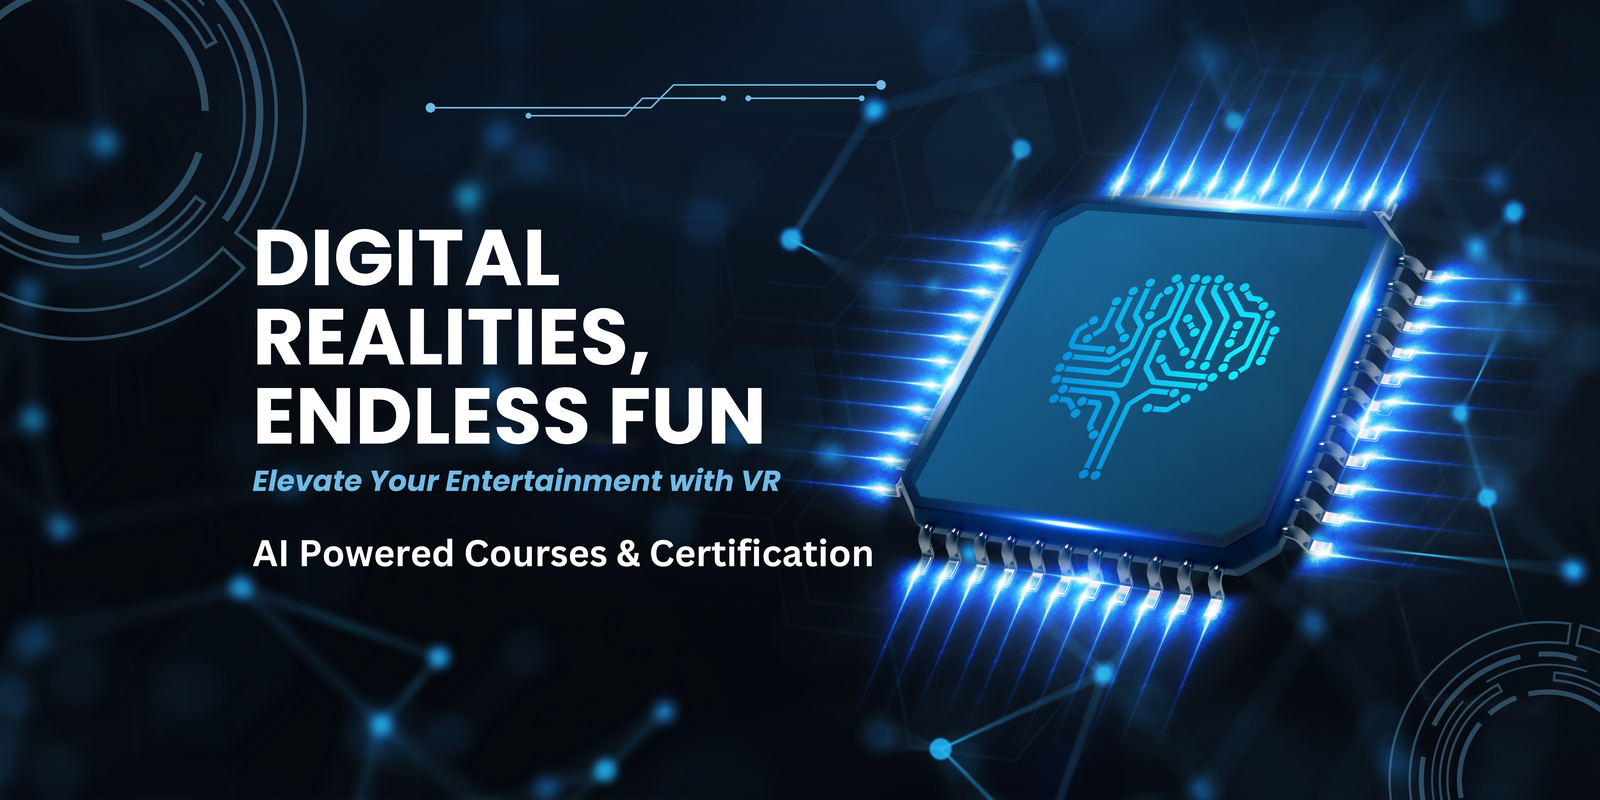 DIGITAL
REALITIES,
ENDLESS FUN
Elevate Your Entertainment with VR
AI Powered Courses & Certification